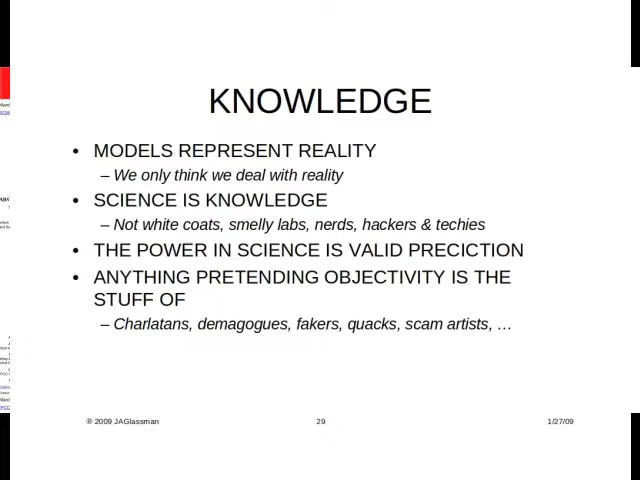 KNOWLEDGE
• MODELS REPRESENT REALITY
– We only think we deal with reality
• SCIENCE IS KNOWLEDGE
– Not white coats, smelly labs, nerds, hackers & techies
• THE POWER IN SCIENCE IS VALID PRECICTION
• ANYTHING PRETENDING OBJECTIVITY IS THE
STUFF OF
– Charlatans, demagogues, fakers, quacks, scam artists, …
® 2009 JAGlassman 29 1/27/09